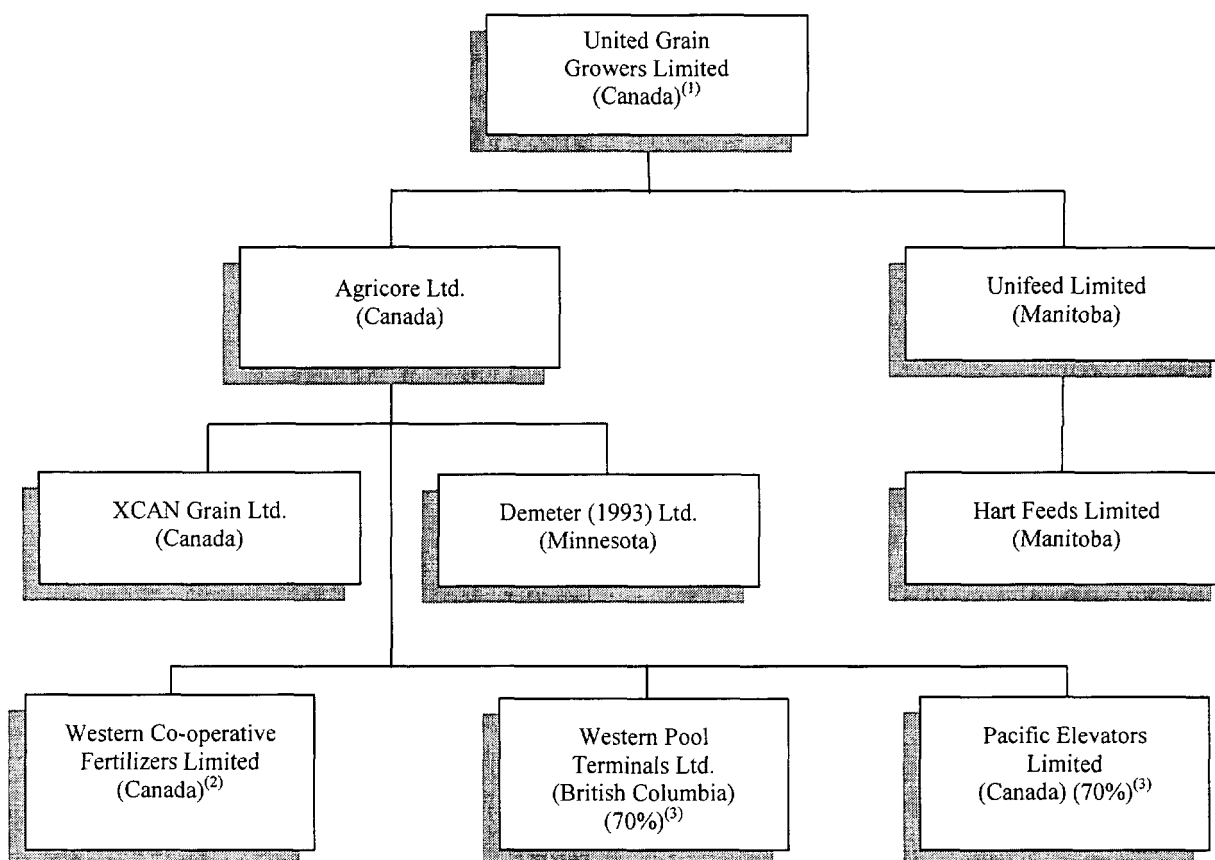 United Grain
Growers Limited
(Canada)(1)
Agricore Ltd.
(Canada)
Unifeed Limited
(Manitoba)
XCAN Grain Ltd.
(Canada)
Demeter (1993) Ltd.
(Minnesota)
Hart Feeds Limited
(Manitoba)
Western Co-operative
Fertilizers Limited
(Canada)(2)
Western Pool
Terminals Ltd.
(British Columbia)
(70%)(3)
Pacific Elevators
Limited
(Canada) (70%)(3)